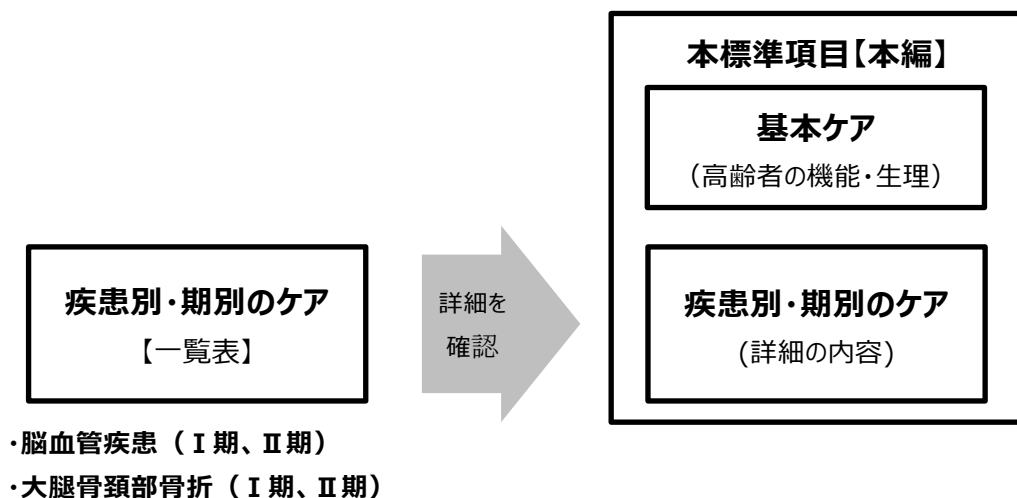 本標準項目【本編】
基本ケア
（高齢者の機能・生理）
疾患別・期別のケア
【一覧表】
詳細を
確認
疾患別・期別のケア
(詳細の内容)
・脳血管疾患（Ⅰ期、Ⅱ期）
・大腿骨頚部骨折（Ⅰ期、Ⅱ期）